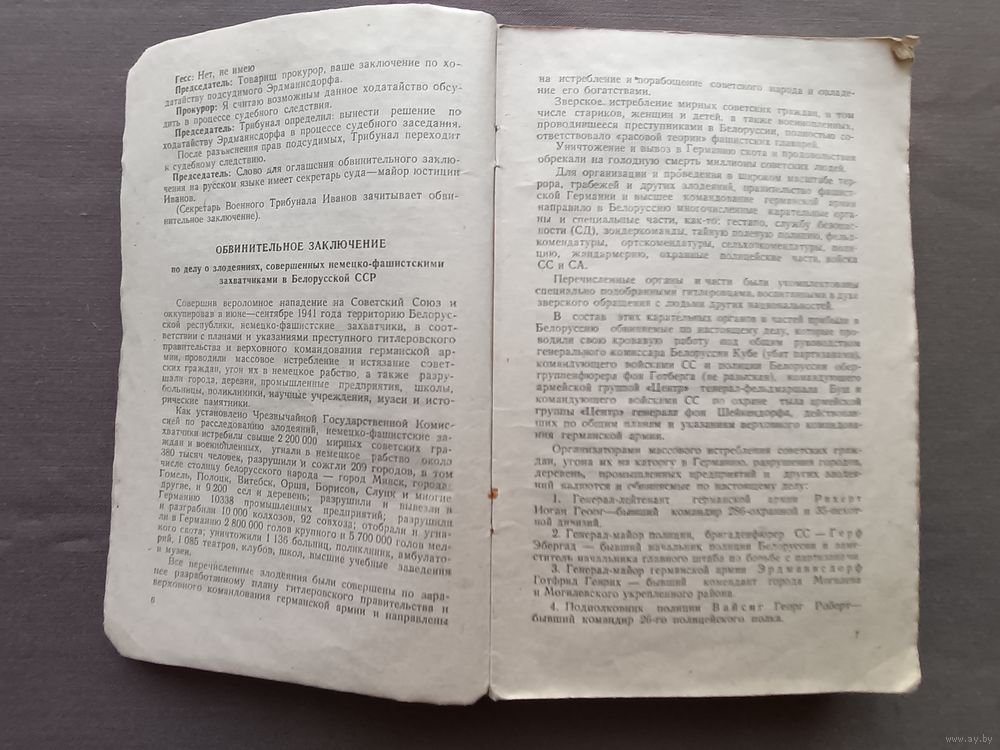 Гесс: Нет, не имею
Председатель: Товарищ прокурор, ваше заключение по хо-
датайству подсудимого Эрдмансдорфа.
Прокурор: Я считаю возможным данное ходатайство обсу-
дить в процессе судебного следствия.
Председатель: Трибунал определил: вынести решение по
ходатайству Эрдмансдорфа в процессе судебного заседания.
После разъяснения прав подсудимых, Трибунал переходит
к судебному следствию.
Председатель: Слово для оглашения обвинительного заклю-
чения на русском языке имеет секретарь суда—майор юстиции
Иванов.
(Секретарь Военного Трибунала Иванов зачитывает обви-
нительное заключение).
ОБВИНИТЕЛЬНОЕ ЗАКЛЮЧЕНИЕ
по делу о злодеяниях, совершенных немецко-фашистскими
захватчиками в Белорусской ССР
Совершив вероломное нападение на Советский Союз и
оккупировав в июне—сентябре 1941 года территорию Белорус-
ской республики, немецко-фашистские захватчики, в соот-
ветствии с планами и указаниями преступного гитлеровского
правительства и верховного командования германской ар-
мии, проводили массовое истребление и истязание совет-
ских граждан, угон их в немецкое рабство, а также разру-
шали города, деревни, промышленные предприятия, школы,
больницы, поликлиники, научные учреждения, музеи и исто-
рические памятники.
Как установлено Чрезвычайной Государственной Комис-
сией по расследованию злодеяний, немецко-фашистские за-
хватчики истребили свыше 2 200 000 мирных советских гра-
ждан и военнопленных, угнали в немецкое рабство около
380 тысяч человек, разрушили и сожгли 209 городов, в том
числе столицу белорусского народа — город Минск, города:
Гомель, Полоцк, Витебск, Орша, Борисов, Слуцк и многие
другие, и 9 200 сел и деревень; разрушили и вывезли в
Германию 10338 промышленных предприятий; разрушили
и разграбили 10 000 колхозов, 92 совхоза; отобрали и угна-
ли в Германию 2 800 000 голов крупного и 5 700 000 голов мел-
кого скота; уничтожили 1 136 больниц, поликлиник, амбулато-
рий, 1 085 театров, клубов, школ, высшие учебные заведения
и музеи.
Все перечисленные злодеяния были совершены по зара-
нее разработанному плану гитлеровского правительства и
верховного командования германской армии и направлены
6
на истребление и порабощение советского народа и овладе-
ние его богатствами.
Зверское истребление мирных советских граждан, в том
числе стариков, женщин и детей, а также военнопленных,
проводившееся преступниками в Белоруссии, полностью со-
ответствовало «расовой теории» фашистских главарей.
Уничтожение и вывоз в Германию скота и продовольствия
обрекали на голодную смерть миллионы советских людей.
Для организации и проведения в широком масштабе тер-
рора, грабежей и других злодеяний, правительство фашист-
ской Германии и высшее командование германской армии
направило в Белоруссию многочисленные карательные орга-
ны и специальные части, как-то: гестапо, службу безопас-
ности (СД), зондеркоманды, тайную полевую полицию, фельд-
комендатуры, ортскомендатуры, сельхозкомендатуры, поли-
цию, жандармерию, охранные полицейские части, войска
СС и СА.
Перечисленные органы и части были укомплектованы
специально подобранными гитлеровцами, воспитанными в духе
зверского обращения с людьми других национальностей.
В состав этих карательных органов и частей прибыли в
Белоруссию обвиняемые по настоящему делу, которые про-
водили свою кровавую работу под общим руководством
генерального комиссара Белоруссии Кубе (убит партизанами),
командующего войсками СС и полиции Белоруссии обер-
группенфюрера фон Готберга (не разыскан), командующего
армейской группой «Центр» генерал-фельдмаршала Буш и
командующего войсками СС по охране тыла армейской
группы «Центр» генерала фон Шенкендорфа, действовав-
ших по общим планам и указаниям верховного командова-
ния германской армии.
Организаторами массового истребления советских граж-
дан, угона их на каторгу в Германию, разрушения городов,
деревень, промышленных предприятий и других злодея-
ний являются и обвиняемые по настоящему делу:
1. Генерал-лейтенант германской армии Рихерт
Иоган Георг—бывший командир 286-охранной и 35-пехот-
ной дивизий.
2. Генерал-майор полиции, бригаденфюрер СС — Герф
Эбергад — бывший начальник полиции Белоруссии и заме-
ститель начальника главного штаба по борьбе с партизанами.
3. Генерал-майор германской армии Эрдмансдорф
Готфрид Генрих — бывший комендант города Могилева
и Могилевского укрепленного района.
4. Подполковник полиции Вайсиг Георг Роберт—
бывший командир 26-го полицейского полка.
7
www.ay.by